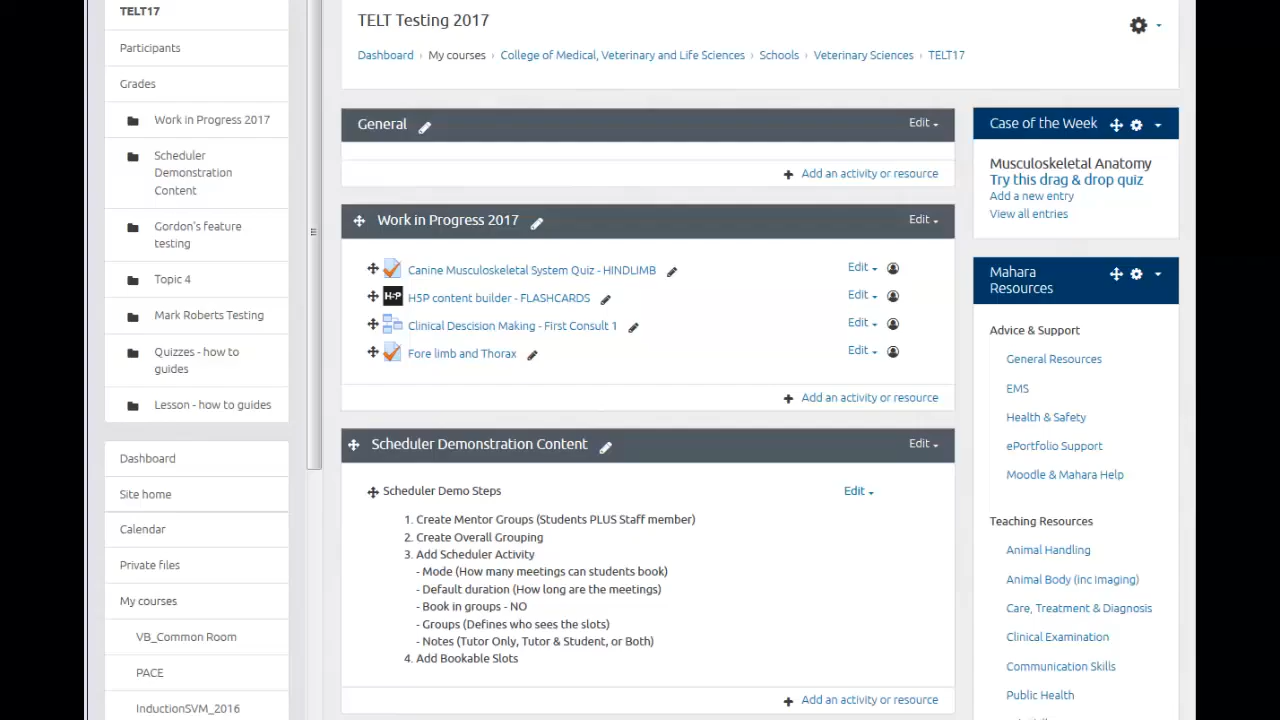 TELT17
Participants
Grades
Work in Progress 2017
Scheduler
Demonstration
Content
Gordon's feature
testing
Topic 4
Mark Roberts Testing
Quizzes - how to
guides
Lesson - how to guides
Dashboard
Site home
Calendar
Private files
My courses
VB_Common Room
PACE
InductionSVM_2016
TELT Testing 2017
Dashboard › My courses › College of Medical, Veterinary and Life Sciences › Schools › Veterinary Sciences › TELT17
General
Edit
Add an activity or resource
Work in Progress 2017
Edit
Canine Musculoskeletal System Quiz - HINDLIMB
Edit
H5P
H5P content builder - FLASHCARDS
Edit
Clinical Descision Making - First Consult 1
Edit
Fore limb and Thorax
Edit
Add an activity or resource
Scheduler Demonstration Content
Edit
Scheduler Demo Steps
Edit
1. Create Mentor Groups (Students PLUS Staff member)
2. Create Overall Grouping
3. Add Scheduler Activity
- Mode (How many meetings can students book)
- Default duration (How long are the meetings)
- Book in groups - NO
- Groups (Defines who sees the slots)
- Notes (Tutor Only, Tutor & Student, or Both)
4. Add Bookable Slots
Add an activity or resource
Case of the Week
Musculoskeletal Anatomy
Try this drag & drop quiz
Add a new entry
View all entries
Mahara
Resources
Advice & Support
General Resources
EMS
Health & Safety
ePortfolio Support
Moodle & Mahara Help
Teaching Resources
Animal Handling
Animal Body (inc Imaging)
Care, Treatment & Diagnosis
Clinical Examination
Communication Skills
Public Health